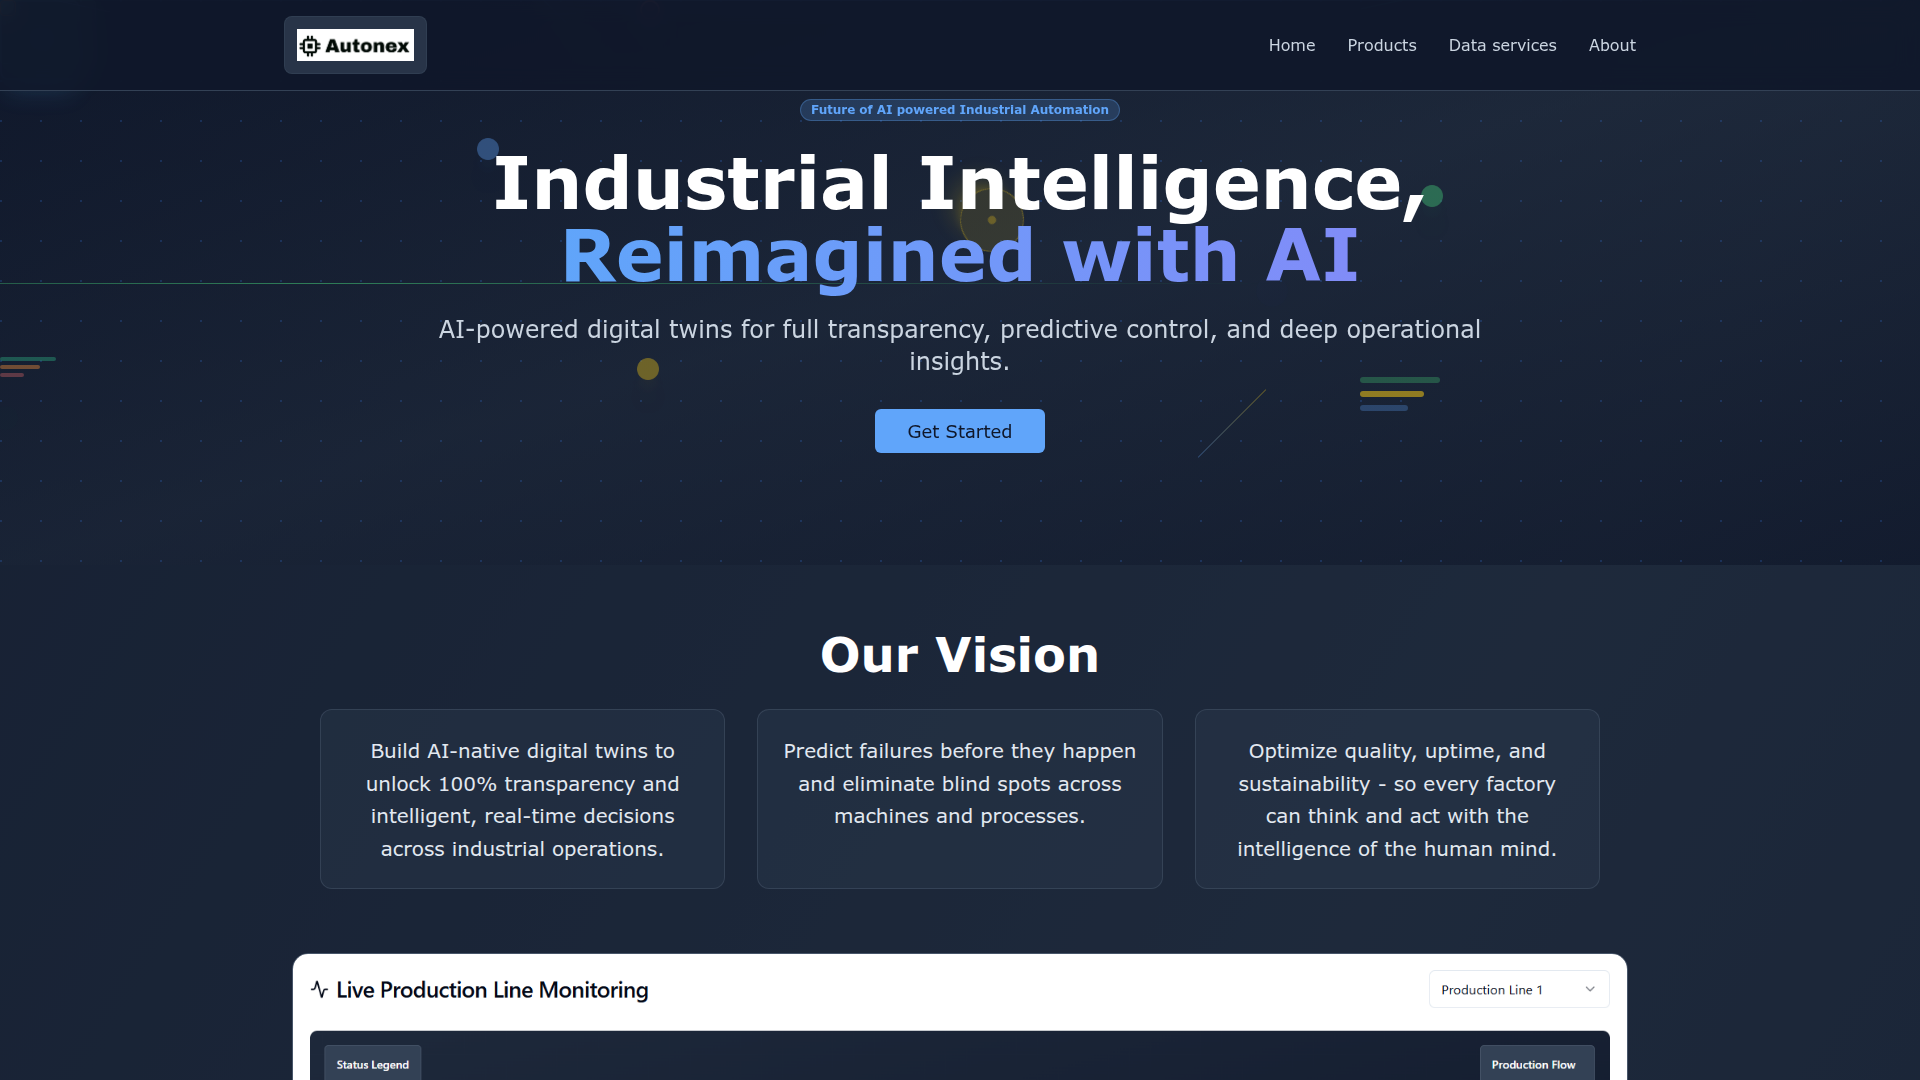 Autonex
Home
Products
Data services
About
Future of AI powered Industrial Automation
Industrial Intelligence,
Reimagined with AI
AI-powered digital twins for full transparency, predictive control, and deep operational
insights.
Get Started
Our Vision
Build AI-native digital twins to
unlock 100% transparency and
intelligent, real-time decisions
across industrial operations.
Predict failures before they happen
and eliminate blind spots across
machines and processes.
Optimize quality, uptime, and
sustainability - so every factory
can think and act with the
intelligence of the human mind.
Live Production Line Monitoring
Production Line 1
Status Legend
Production Flow